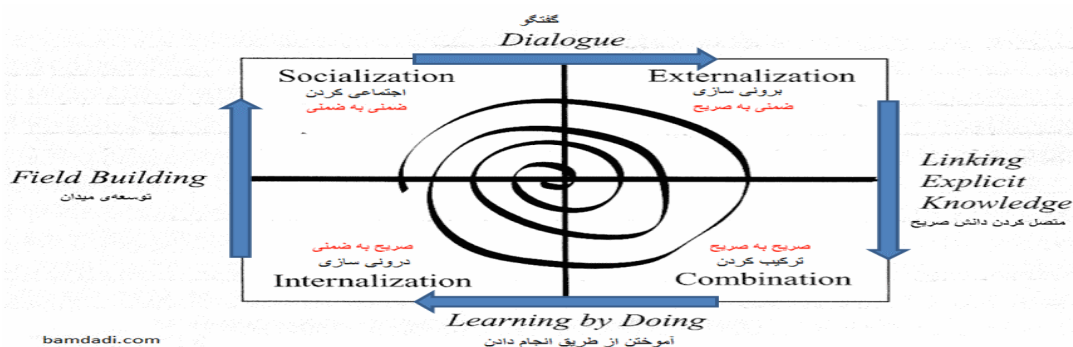 گفتگو
Dialogue
Socialization
اجتماعی کردن
ضمنی به ضمنی
Externalization
برونی سازی
ضمنی به صریح
Field Building
توسعه‌ی میدان
Linking
Explicit
Knowledge
متصل کردن دانش صریح
صریح به ضمنی
درونی سازی
Internalization
صریح به صریح
ترکیب کردن
Combination
Learning by Doing
آموختن از طریق انجام دادن
bamdadi.com